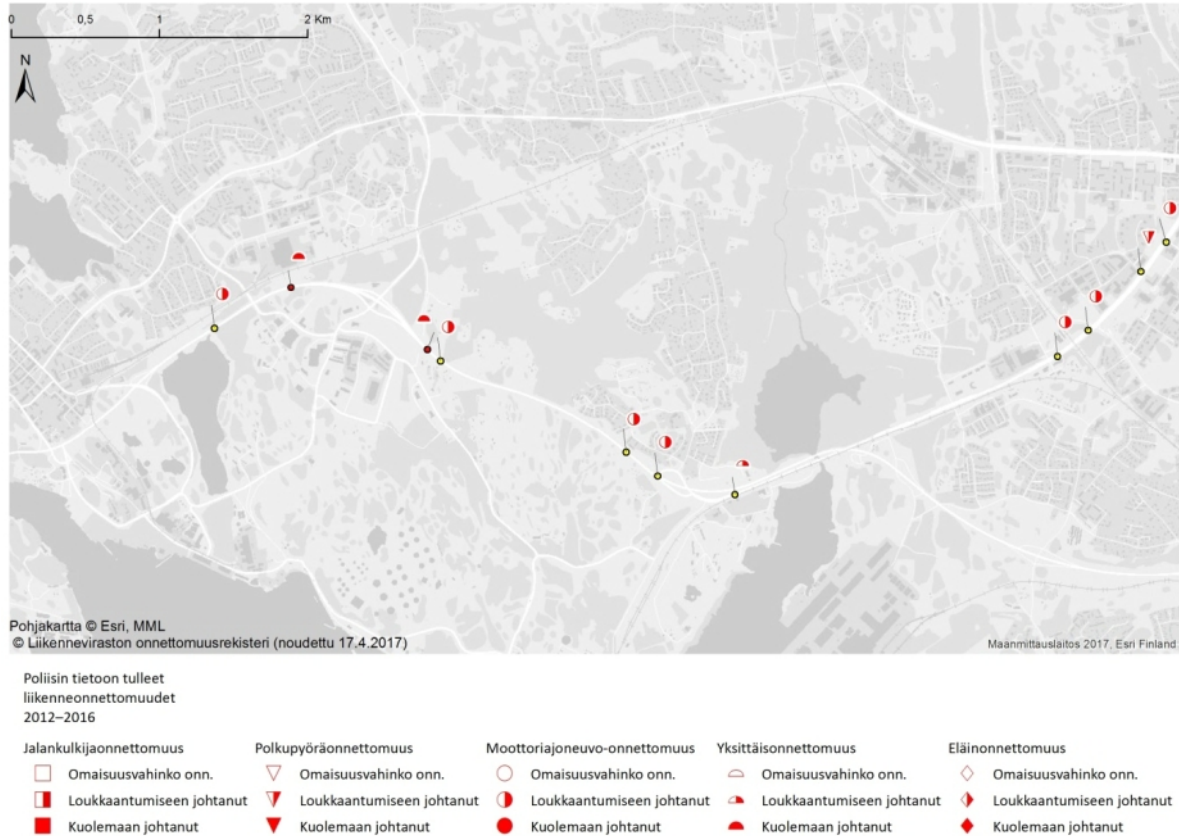 0 0,5 1 2 Km
N
Pohjakartta © Esri, MML
© Liikenneviraston onnettomuusrekisteri (noudettu 17.4.2017)
Maanmittauslaitos 2017, Esri Finland
Poliisin tietoon tulleet
liikenneonnettomuudet
2012–2016
Jalankulkijaonnettomuus
Omaisuusvahinko onn.
Loukkaantumiseen johtanut
Kuolemaan johtanut
Polkupyöräonnettomuus
Omaisuusvahinko onn.
Loukkaantumiseen johtanut
Kuolemaan johtanut
Moottoriajoneuvo-onnettomuus
Omaisuusvahinko onn.
Loukkaantumiseen johtanut
Kuolemaan johtanut
Yksittäisonnettomuus
Omaisuusvahinko onn.
Loukkaantumiseen johtanut
Kuolemaan johtanut
Eläinonnettomuus
Omaisuusvahinko onn.
Loukkaantumiseen johtanut
Kuolemaan johtanut